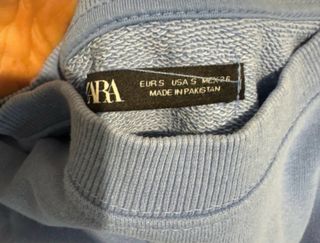 ZARA
EUR S USA S MEX 26
MADE IN PAKISTAN